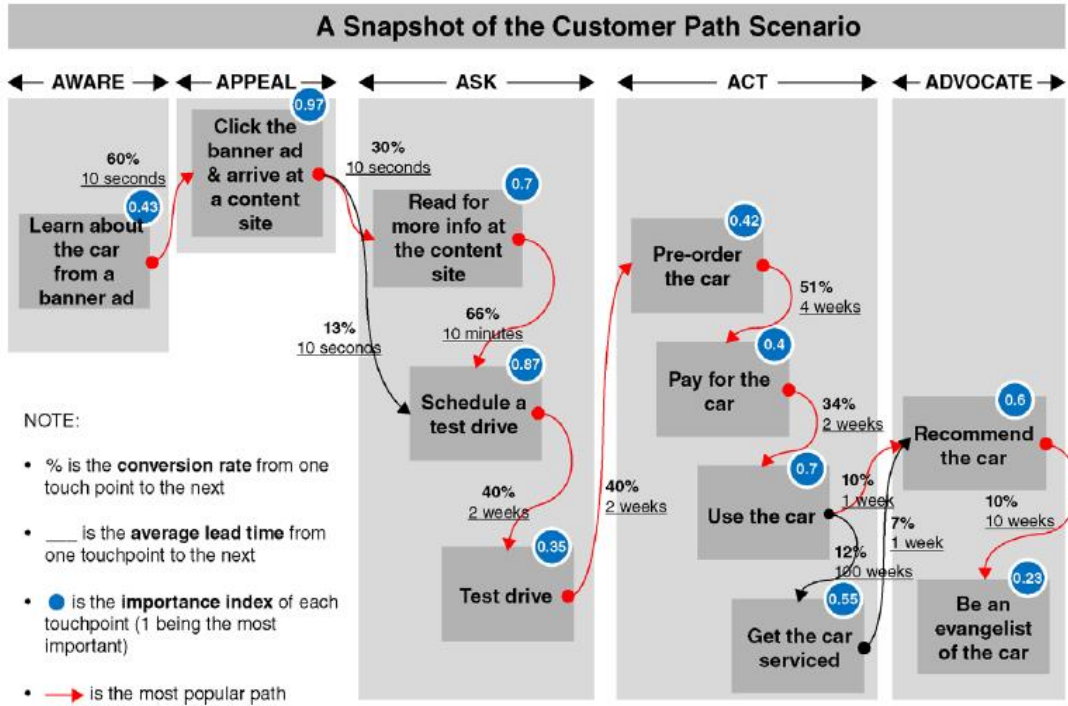 A Snapshot of the Customer Path Scenario
AWARE
APPEAL
ASK
ACT
ADVOCATE
60%
10 seconds
0.43
Learn about
the car
from a
banner ad
0.97
Click the
banner ad
& arrive at
a content
site
30%
10 seconds
13%
10 seconds
0.7
Read for
more info at
the content
site
66%
10 minutes
0.87
Schedule a
test drive
40%
2 weeks
0.35
Test drive
40%
2 weeks
0.42
Pre-order
the car
51%
4 weeks
0.4
Pay for the
car
34%
2 weeks
0.7
Use the car
10%
1 week
12%
100 weeks
0.55
Get the car
serviced
7%
1 week
0.6
Recommend
the car
10%
10 weeks
0.23
Be an
evangelist
of the car
NOTE:
• % is the conversion rate from one
touch point to the next
• ___ is the average lead time from
one touchpoint to the next
• is the importance index of each
touchpoint (1 being the most
important)
• is the most popular path